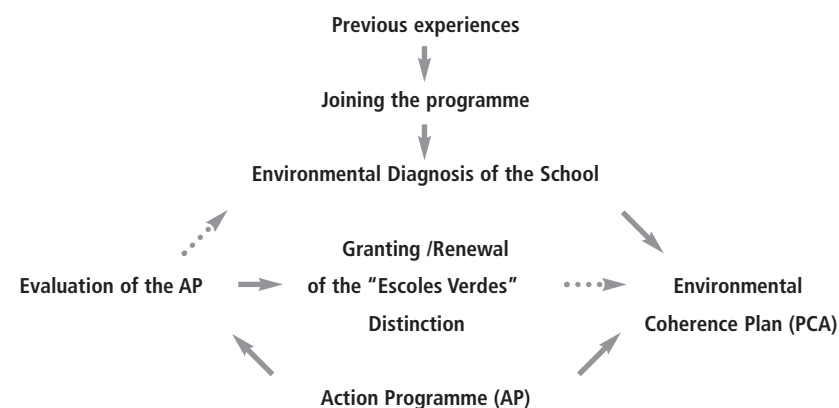 Previous experiences
Joining the programme
Environmental Diagnosis of the School
Granting /Renewal
of the “Escoles Verdes”
Distinction
Evaluation of the AP
Environmental
Coherence Plan (PCA)
Action Programme (AP)